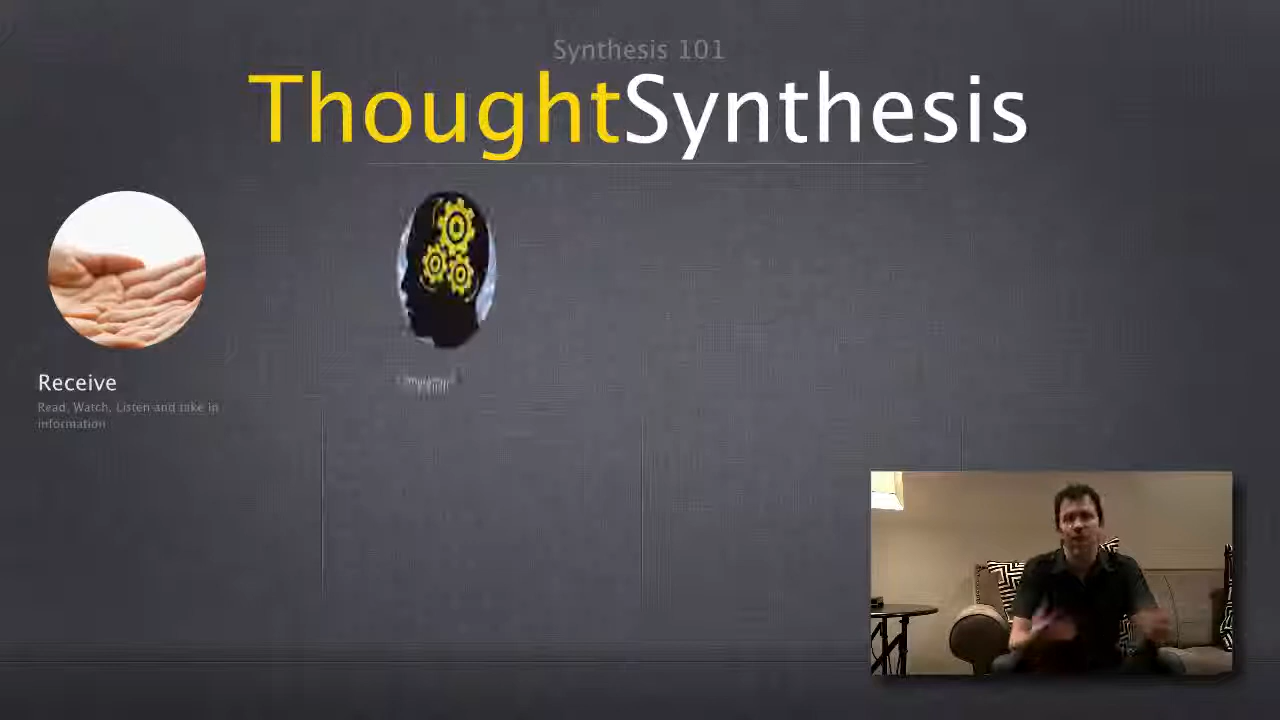 Synthesis 101
ThoughtSynthesis
Receive
Read, Watch, Listen and take in
information